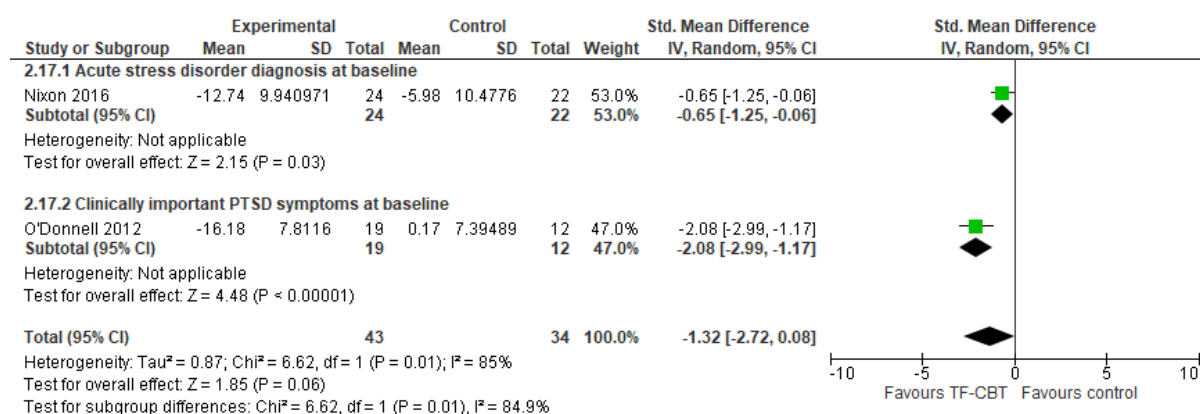 Experimental Control Std. Mean Difference Std. Mean Difference
Study or Subgroup Mean SD Total Mean SD Total Weight IV, Random, 95% CI IV, Random, 95% CI
2.17.1 Acute stress disorder diagnosis at baseline
Nixon 2016 -12.74 9.940971 24 -5.98 10.4776 22 53.0% -0.65 [-1.25, -0.06]
Subtotal (95% CI) 24 22 53.0% -0.65 [-1.25, -0.06]
Heterogeneity: Not applicable
Test for overall effect: Z = 2.15 (P = 0.03)
2.17.2 Clinically important PTSD symptoms at baseline
O'Donnell 2012 -16.18 7.8116 19 0.17 7.39489 12 47.0% -2.08 [-2.99, -1.17]
Subtotal (95% CI) 19 12 47.0% -2.08 [-2.99, -1.17]
Heterogeneity: Not applicable
Test for overall effect: Z = 4.48 (P < 0.00001)
Total (95% CI) 43 34 100.0% -1.32 [-2.72, 0.08]
Heterogeneity: Tau² = 0.87; Chi² = 6.62, df = 1 (P = 0.01); I² = 85%
Test for overall effect: Z = 1.85 (P = 0.06)
Test for subgroup differences: Chi² = 6.62, df = 1 (P = 0.01), I² = 84.9%
-10 -5 0 5 10
Favours TF-CBT Favours control